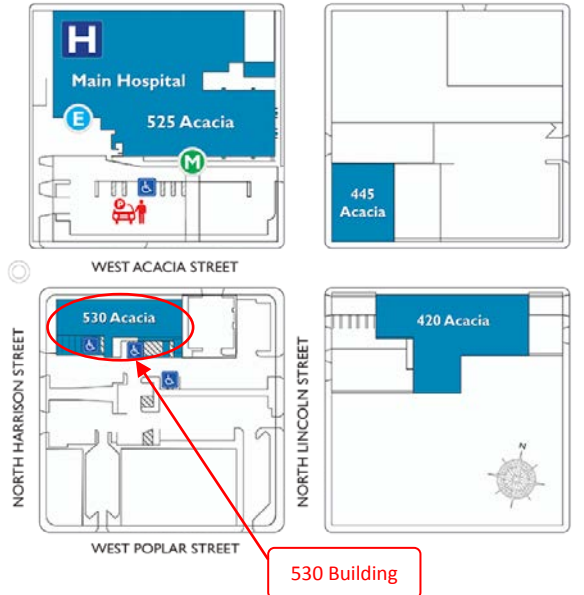 H
Main Hospital
E
525 Acacia
M
P
445
Acacia
WEST ACACIA STREET
530 Acacia
420 Acacia
NORTH HARRISON STREET
NORTH LINCOLN STREET
N
WEST POPLAR STREET
530 Building